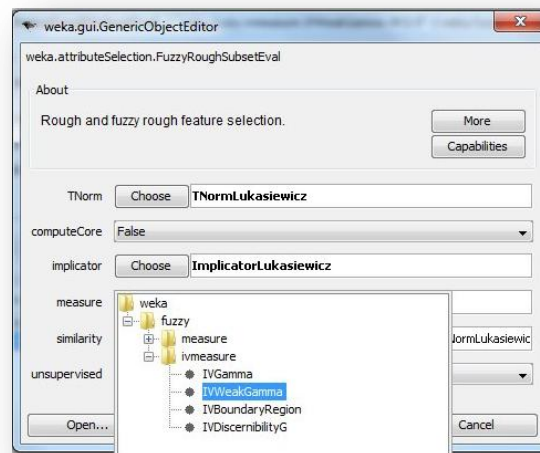 weka.gui.GenericObjectEditor
weka.attributeSelection.FuzzyRoughSubsetEval
About
Rough and fuzzy rough feature selection.
More
Capabilities
TNorm Choose TNormLukasiewicz
computeCore False
implicator Choose ImplicatorLukasiewicz
measure
weka
fuzzy
similarity
measure
ivmeasure
unsupervised
IVGamma
IVWeakGamma
IVBoundaryRegion
IVDiscernibilityG
Open...
Cancel